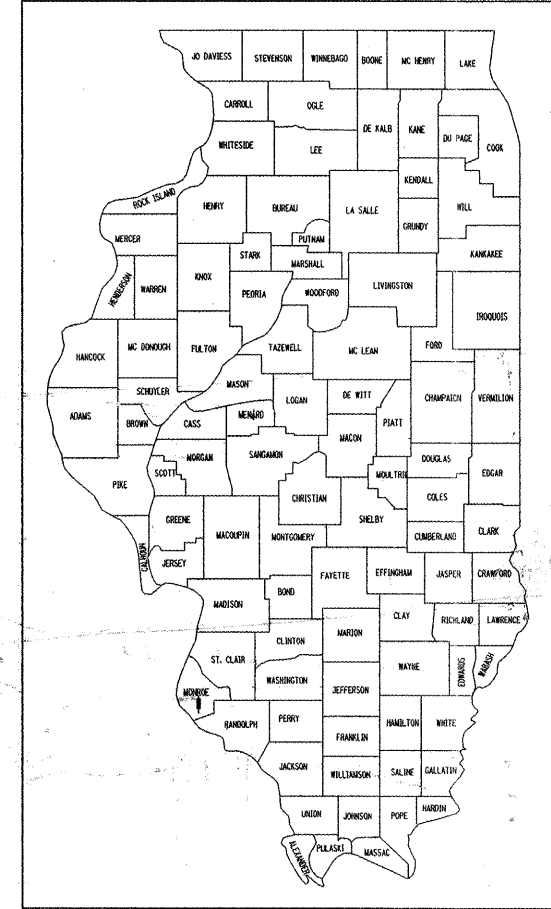 JO DAVIESS
STEVENSON
WINNEBAGO
BOONE
MC HENRY
LAKE
CARROLL
OGLE
DE KALB
KANE
DU PAGE
COOK
WHITESIDE
LEE
KENDALL
ROCK ISLAND
HENRY
BUREAU
LA SALLE
WILL
GRUNDY
MERCER
PUTNAM
STARK
MARSHALL
KANKAKEE
HENDERSON
WARREN
KNOX
PEORIA
WOODFORD
LIVINGSTON
IROQUOIS
HANCOCK
MC DONOUGH
FULTON
TAZEWELL
MC LEAN
FORD
MASON
SCHUYLER
LOGAN
DE WITT
CHAMPAIGN
VERMILION
ADAMS
BROWN
CASS
MENARD
PIATT
MACON
MORGAN
SANGAMON
DOUGLAS
EDGAR
SCOTT
MOULTRIE
PIKE
CHRISTIAN
COLES
GREENE
MACOUPIN
MONTGOMERY
SHELBY
CUMBERLAND
CLARK
CALHOUN
JERSEY
FAYETTE
EFFINGHAM
JASPER
CRAWFORD
MADISON
BOND
CLAY
RICHLAND
LAWRENCE
CLINTON
MARION
ST. CLAIR
WAYNE
EDWARDS
WABASH
WASHINGTON
JEFFERSON
MONROE
RANDOLPH
PERRY
HAMILTON
WHITE
FRANKLIN
JACKSON
WILLIAMSON
SALINE
GALLATIN
UNION
JOHNSON
POPE
HARDIN
ALEXANDER
PULASKI
MASSAC